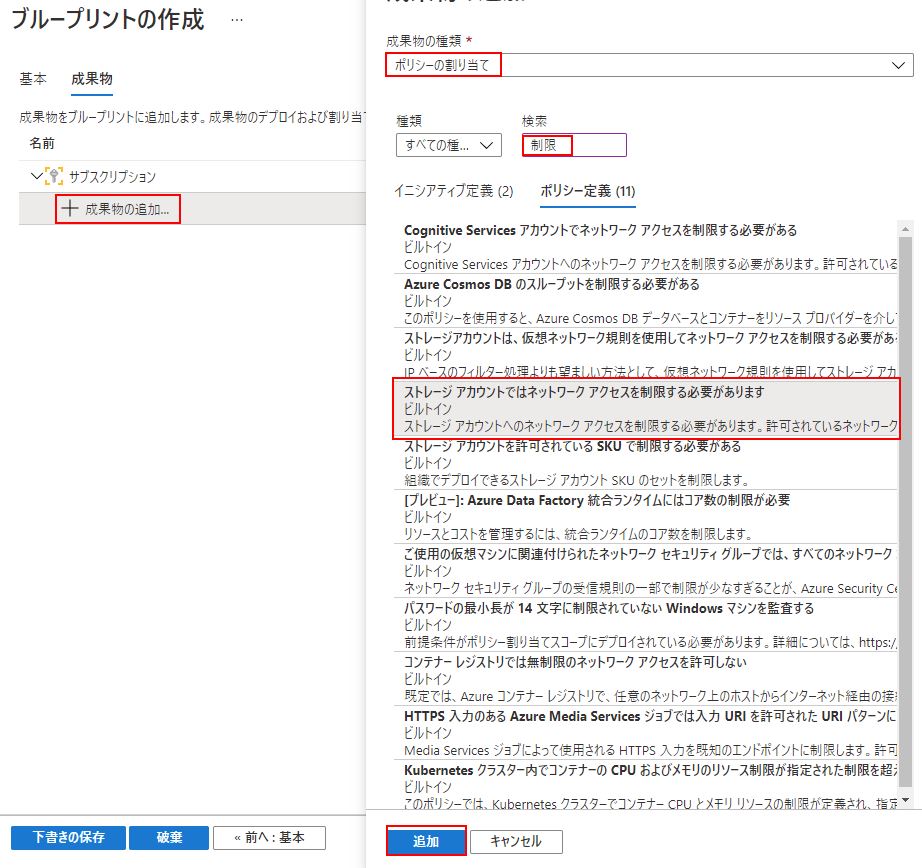 ブループリントの作成 …
基本 成果物
成果物をブループリントに追加します。成果物のデプロイおよび割り当て
名前
サブスクリプション
成果物の追加...
成果物の種類 *
ポリシーの割り当て
種類 検索
すべての種... 制限
イニシアティブ定義 (2) ポリシー定義 (11)
Cognitive Services アカウントでネットワーク アクセスを制限する必要がある
ビルトイン
Cognitive Services アカウントへのネットワーク アクセスを制限する必要があります。許可されている
Azure Cosmos DB のスループットを制限する必要がある
ビルトイン
このポリシーを使用すると、Azure Cosmos DB データベースとコンテナーをリソース プロバイダーを介し
ストレージアカウントは、仮想ネットワーク規則を使用してネットワーク アクセスを制限する必要があ
ビルトイン
IP ベースのフィルター処理よりも望ましい方法として、仮想ネットワーク規則を使用してストレージ アカ
ストレージ アカウントではネットワーク アクセスを制限する必要があります
ビルトイン
ストレージ アカウントへのネットワーク アクセスを制限する必要があります。許可されているネットワーク
ストレージ アカウントを許可されている SKU で制限する必要がある
ビルトイン
組織でデプロイできるストレージ アカウント SKU のセットを制限します。
[プレビュー]: Azure Data Factory 統合ランタイムにはコア数の制限が必要
ビルトイン
リソースとコストを管理するには、統合ランタイムのコア数を制限します。
ご使用の仮想マシンに関連付けられたネットワーク セキュリティ グループでは、すべてのネットワーク
ビルトイン
ネットワーク セキュリティ グループの受信規則の一部で制限が少なすぎることが、Azure Security Ce
パスワードの最小長が 14 文字に制限されていない Windows マシンを監査する
ビルトイン
前提条件がポリシー割り当てスコープにデプロイされている必要があります。詳細については、https:/
コンテナー レジストリでは無制限のネットワーク アクセスを許可しない
ビルトイン
既定では、Azure コンテナー レジストリで、任意のネットワーク上のホストからインターネット経由の接
HTTPS 入力のある Azure Media Services ジョブでは入力 URI を許可された URI パターンに
ビルトイン
Media Services ジョブによって使用される HTTPS 入力を既知のエンドポイントに制限します。許可
Kubernetes クラスター内でコンテナーの CPU およびメモリのリソース制限が指定された制限を超
ビルトイン
このポリシーでは、Kubernetes クラスターでコンテナー CPU とメモリ リソースの制限が定義され、指定
下書きの保存 破棄 « 前へ : 基本
追加 キャンセル